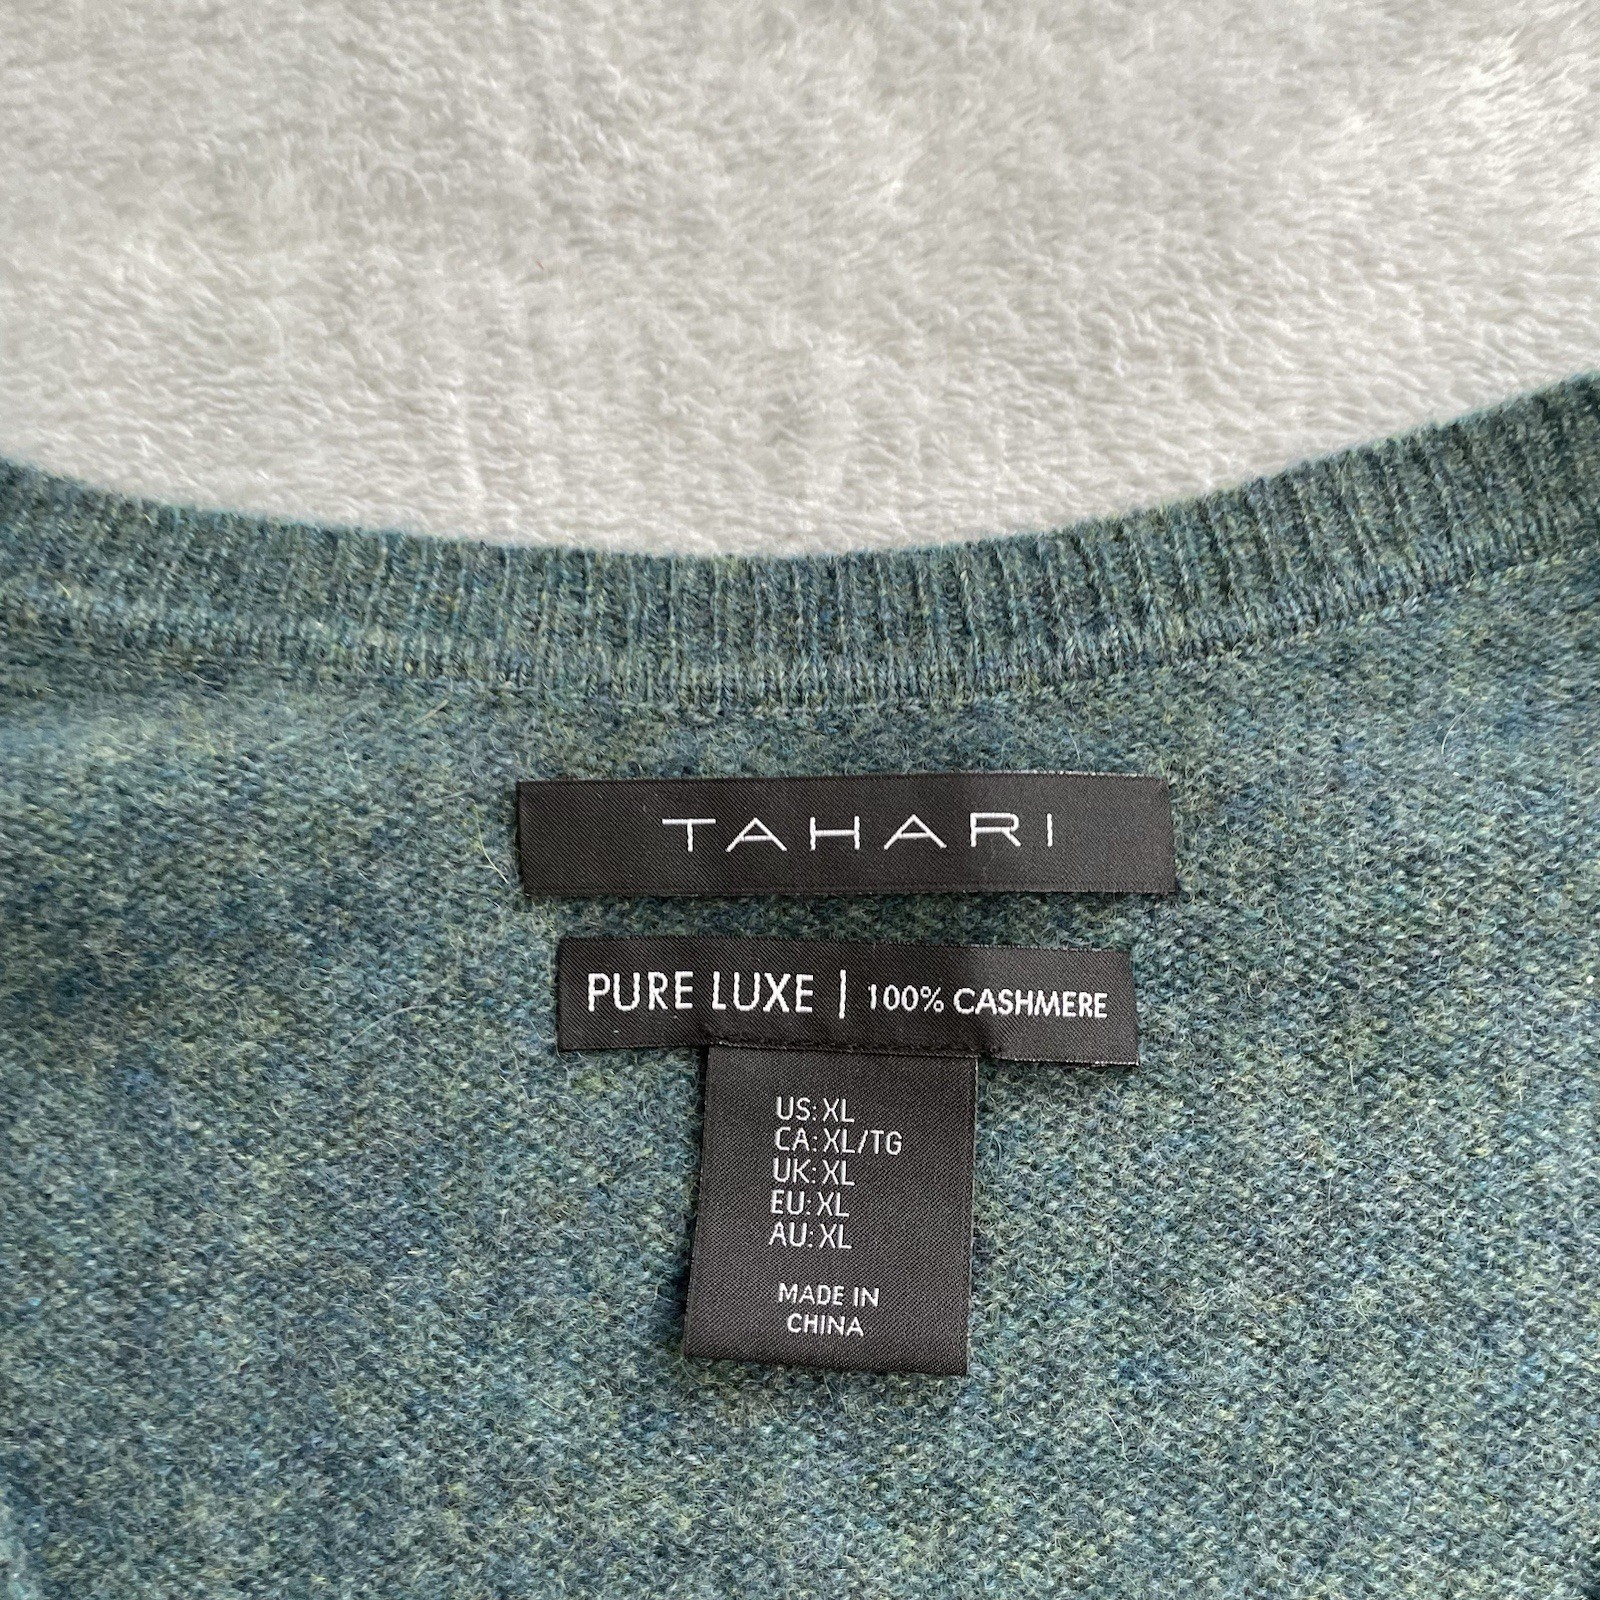 TAHARI
PURE LUXE | 100% CASHMERE
US: XL
CA: XL/TG
UK: XL
EU: XL
AU: XL
MADE IN
CHINA